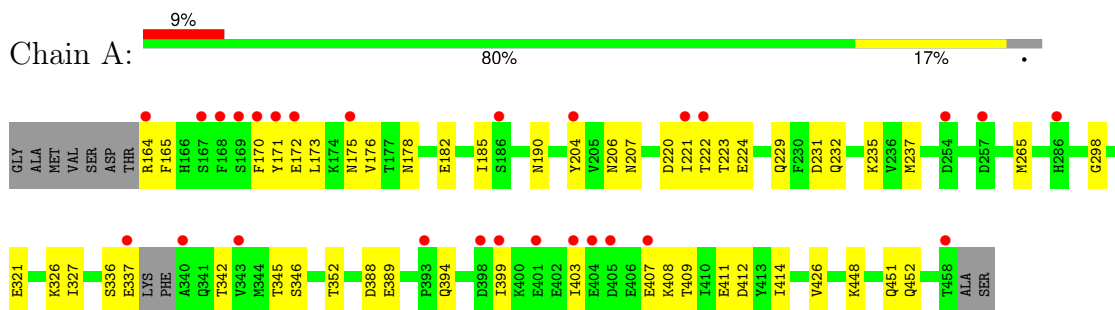 9%
Chain A:
80% 17% •
GLY ALA MET VAL SER ASP THR R164 F165 H166 S167 F168 S169 F170 Y171 E172 L173 K174 N175 V176 T177 N178 E182 I185 S186 N190 Y204 V205 N206 N207 D220 I221 T222 T223 E224 Q229 F230 D231 Q232 K235 V236 M237 D254 D257 M265 H286 G298
E321 K326 I327 S336 E337 LYS PHE A340 Q341 T342 V343 M344 T345 S346 T352 D388 E389 P393 Q394 D398 I399 K400 E401 E402 I403 E404 D405 E406 E407 K408 T409 I410 E411 D412 Y413 I414 V426 K448 Q451 Q452 T458 ALA SER